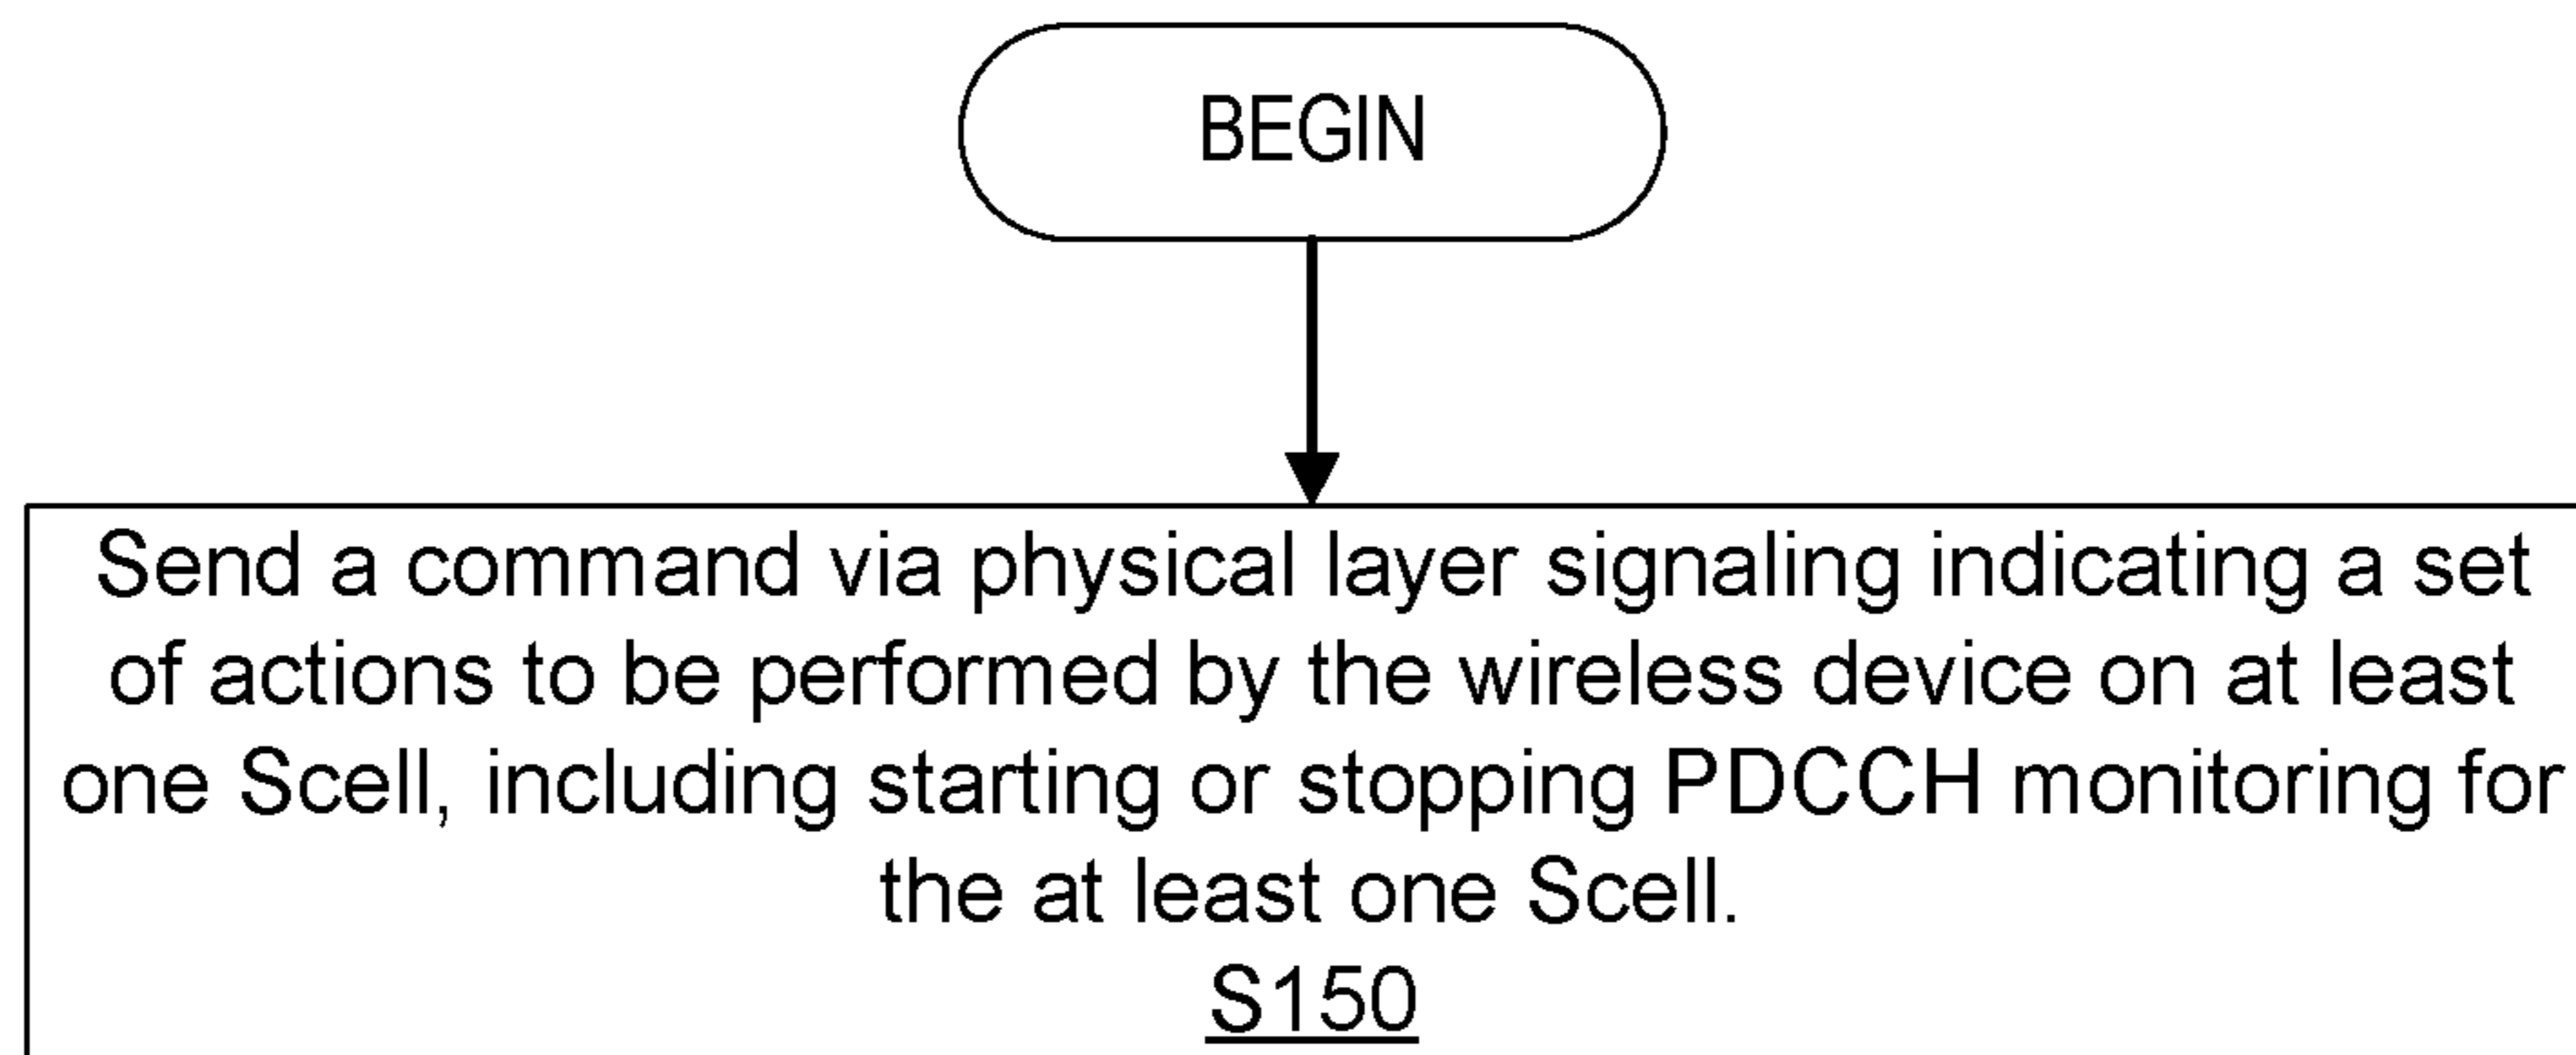 BEGIN
Send a command via physical layer signaling indicating a set
of actions to be performed by the wireless device on at least
one Scell, including starting or stopping PDCCH monitoring for
the at least one Scell.
S150